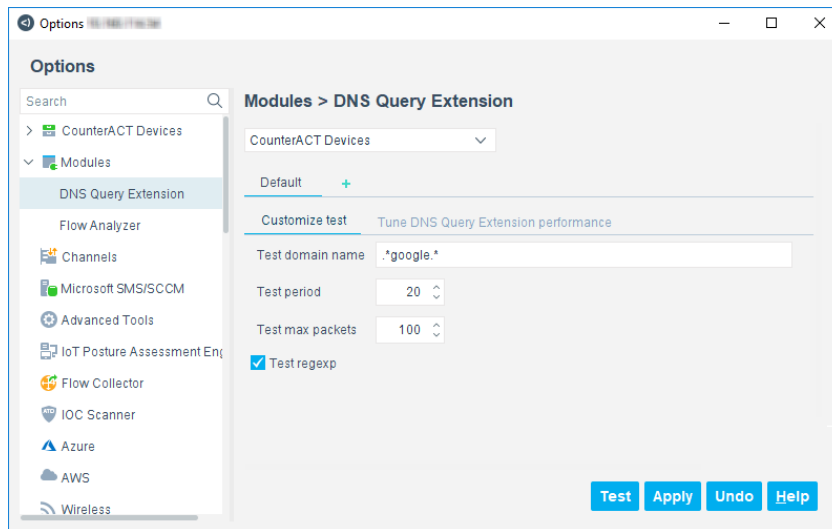 Options
Options
Search
Modules > DNS Query Extension
CounterACT Devices
CounterACT Devices
Modules
DNS Query Extension
Flow Analyzer
Channels
Microsoft SMS/SCCM
Advanced Tools
IoT Posture Assessment Eng
Flow Collector
IOC Scanner
Azure
AWS
Wireless
Default +
Customize test Tune DNS Query Extension performance
Test domain name .*google.*
Test period 20
Test max packets 100
Test regexp
Test Apply Undo Help